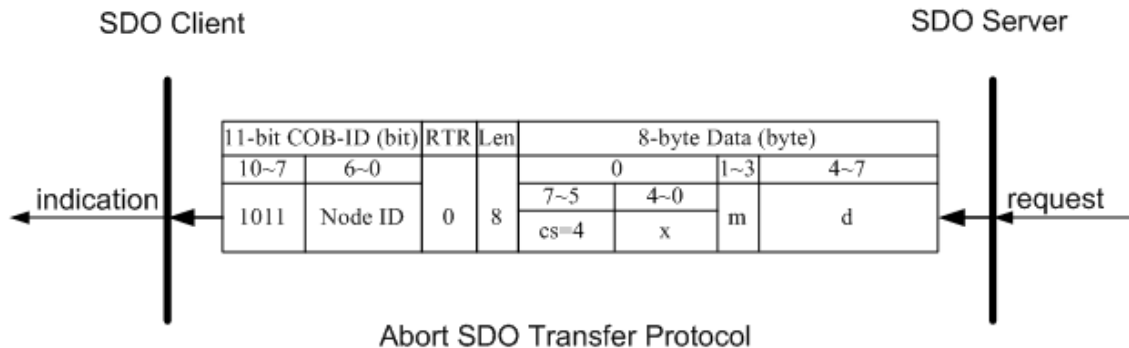 SDO Client SDO Server
11-bit COB-ID (bit) RTR Len 8-byte Data (byte)
10~7 6~0 0 1~3 4~7
indication 1011 Node ID 0 8 7~5 4~0 m d request
cs=4 x
Abort SDO Transfer Protocol